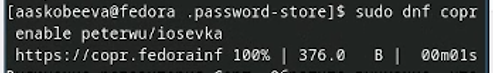 [aaskobeeva@fedora .password-store]$ sudo dnf copr
enable peterwu/iosevka
https://copr.fedorainf 100% | 376.0 B | 00m01s